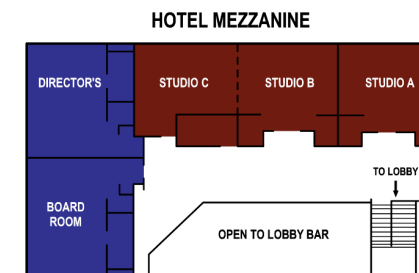 HOTEL MEZZANINE
DIRECTOR'S
STUDIO C
STUDIO B
STUDIO A
TO LOBBY
BOARD
ROOM
OPEN TO LOBBY BAR